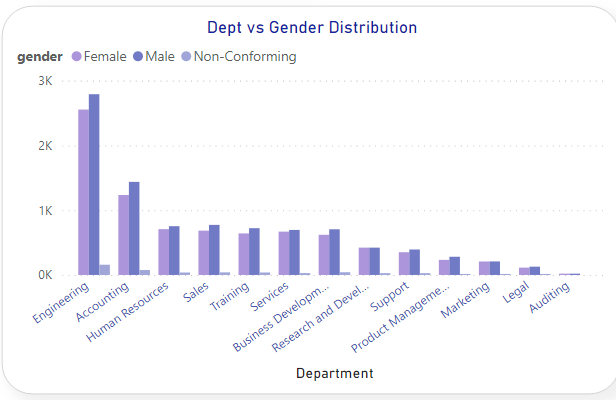 Dept vs Gender Distribution
gender Female Male Non-Conforming
3K
2K
1K
0K
Engineering
Accounting
Human Resources
Sales
Training
Services
Business Developm...
Research and Devel...
Support
Product Manageme...
Marketing
Legal
Auditing
Department